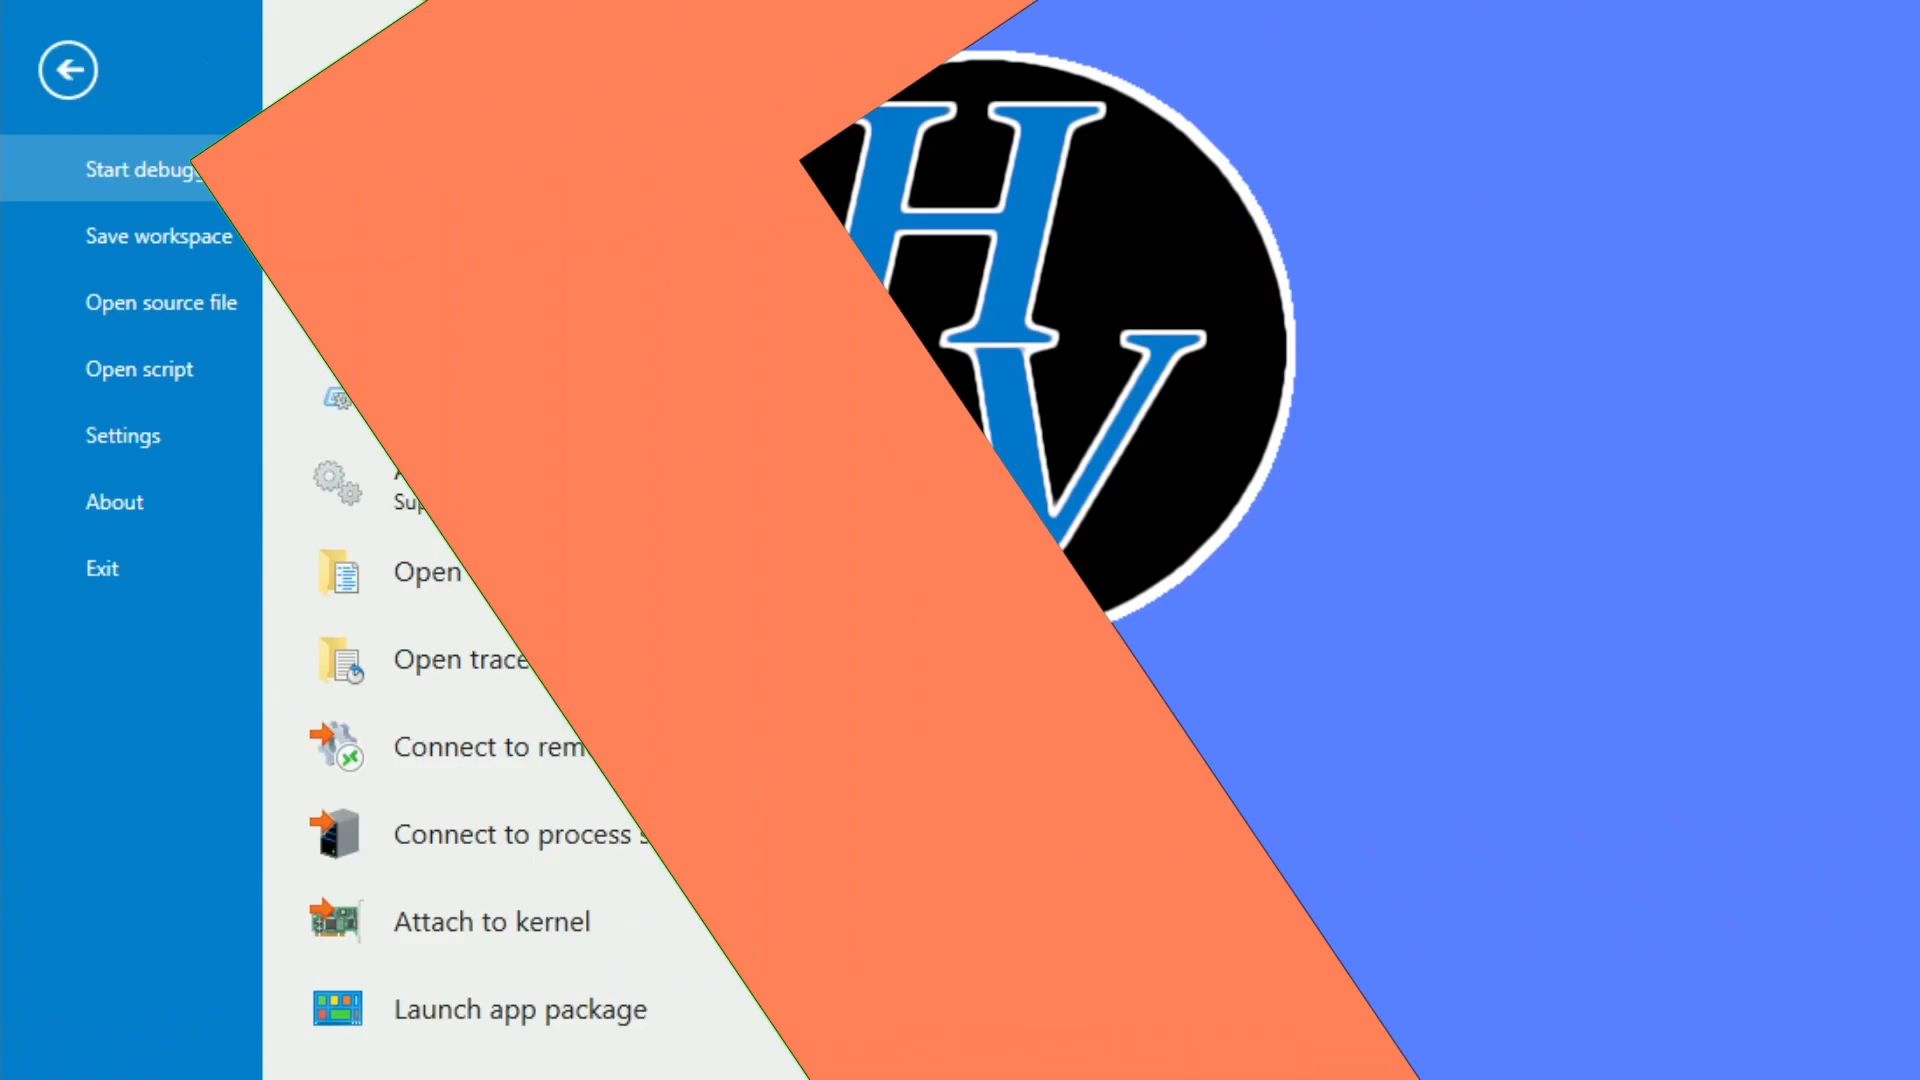 Start debug
Save workspace
Open source file
Open script
Settings
About
Exit
Open
Open trace
Connect to rem
Connect to process
Attach to kernel
Launch app package
H
V